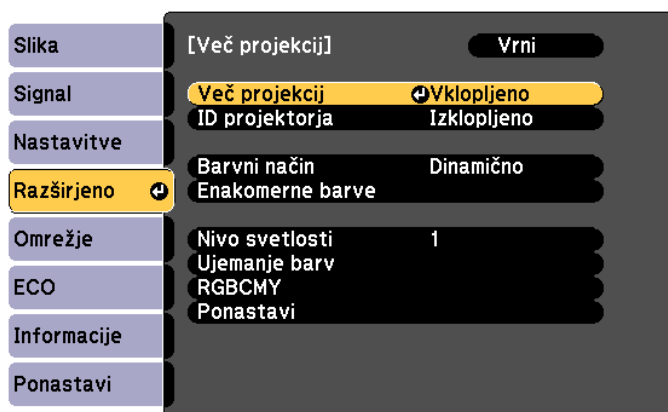 Slika
Signal
Nastavitve
Razširjeno
Omrežje
ECO
Informacije
Ponastavi
[Več projekcij] Vrni
Več projekcij Vklopljeno
ID projektorja Izklopljeno
Barvni način Dinamično
Enakomerne barve
Nivo svetlosti 1
Ujemanje barv
RGBCMY
Ponastavi